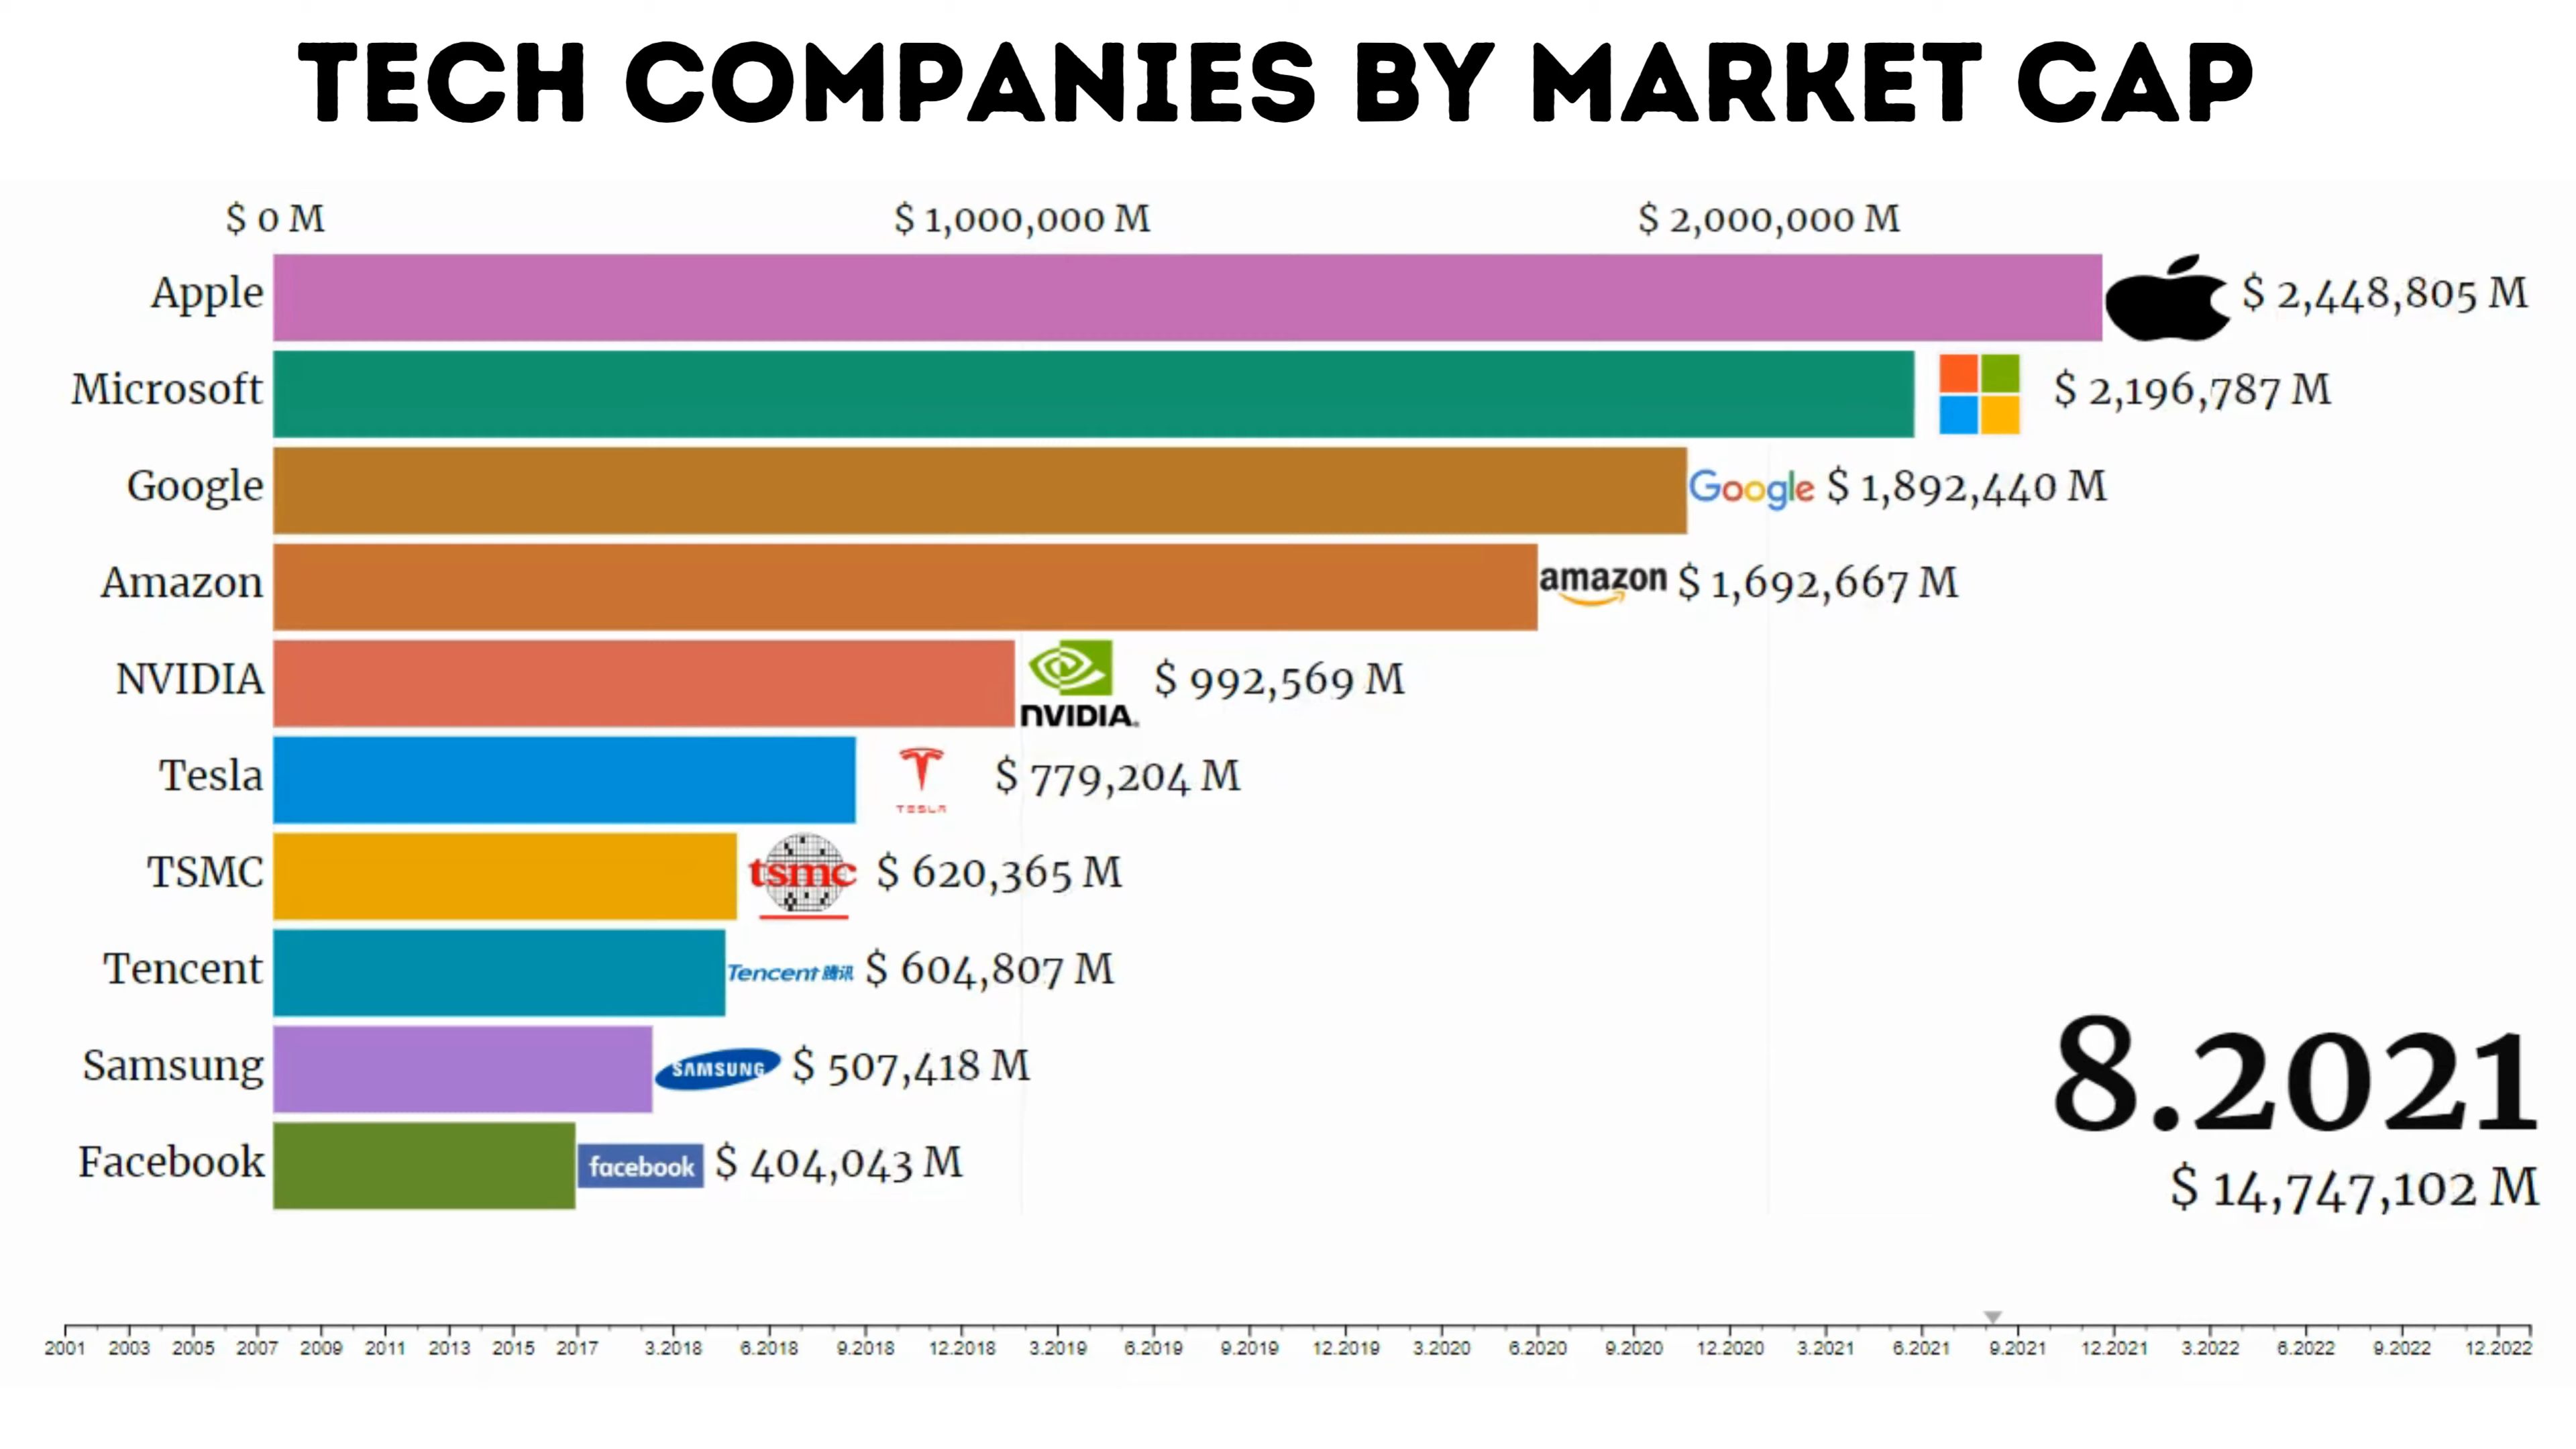 TECH COMPANIES BY MARKET CAP
$ 0 M $ 1,000,000 M $ 2,000,000 M
Apple $ 2,448,805 M
Microsoft $ 2,196,787 M
Google Google $ 1,892,440 M
Amazon amazon $ 1,692,667 M
NVIDIA nVIDIA. $ 992,569 M
Tesla TESLA $ 779,204 M
TSMC tsmc $ 620,365 M
Tencent Tencent 腾讯 $ 604,807 M
Samsung SAMSUNG $ 507,418 M
Facebook facebook $ 404,043 M
8.2021
$ 14,747,102 M
2001 2003 2005 2007 2009 2011 2013 2015 2017 3.2018 6.2018 9.2018 12.2018 3.2019 6.2019 9.2019 12.2019 3.2020 6.2020 9.2020 12.2020 3.2021 6.2021 9.2021 12.2021 3.2022 6.2022 9.2022 12.2022